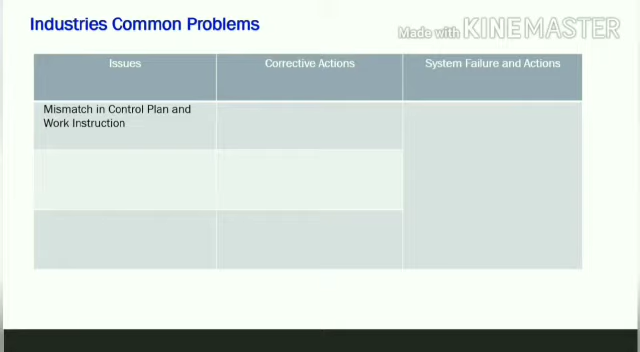 Industries Common Problems
Made with KINEMASTER
Issues
Corrective Actions
System Failure and Actions
Mismatch in Control Plan and
Work Instruction